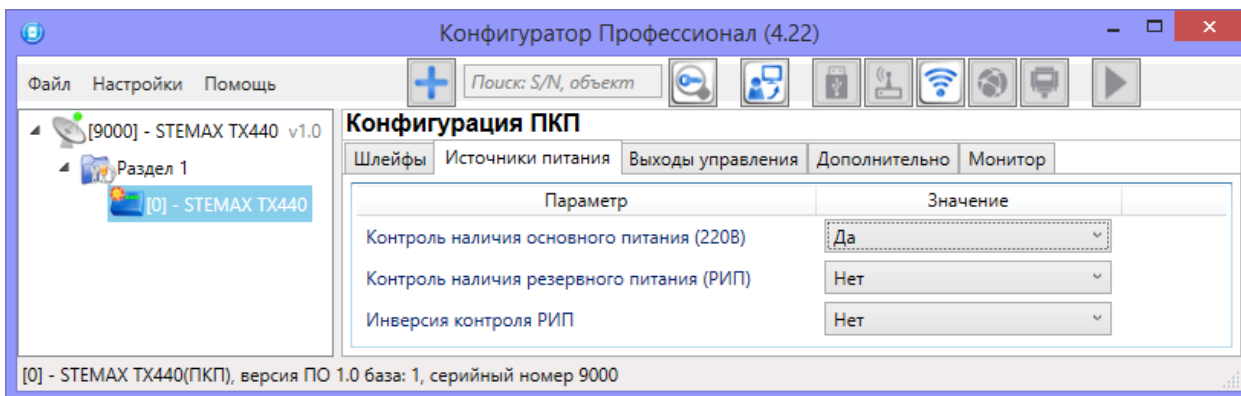 Конфигуратор Профессионал (4.22)
Файл Настройки Помощь Поиск: S/N, объект
[9000] - STEMAX TX440 v1.0
Раздел 1
[0] - STEMAX TX440
Конфигурация ПКП
Шлейфы Источники питания Выходы управления Дополнительно Монитор
Параметр Значение
Контроль наличия основного питания (220В) Да
Контроль наличия резервного питания (РИП) Нет
Инверсия контроля РИП Нет
[0] - STEMAX TX440(ПКП), версия ПО 1.0 база: 1, серийный номер 9000